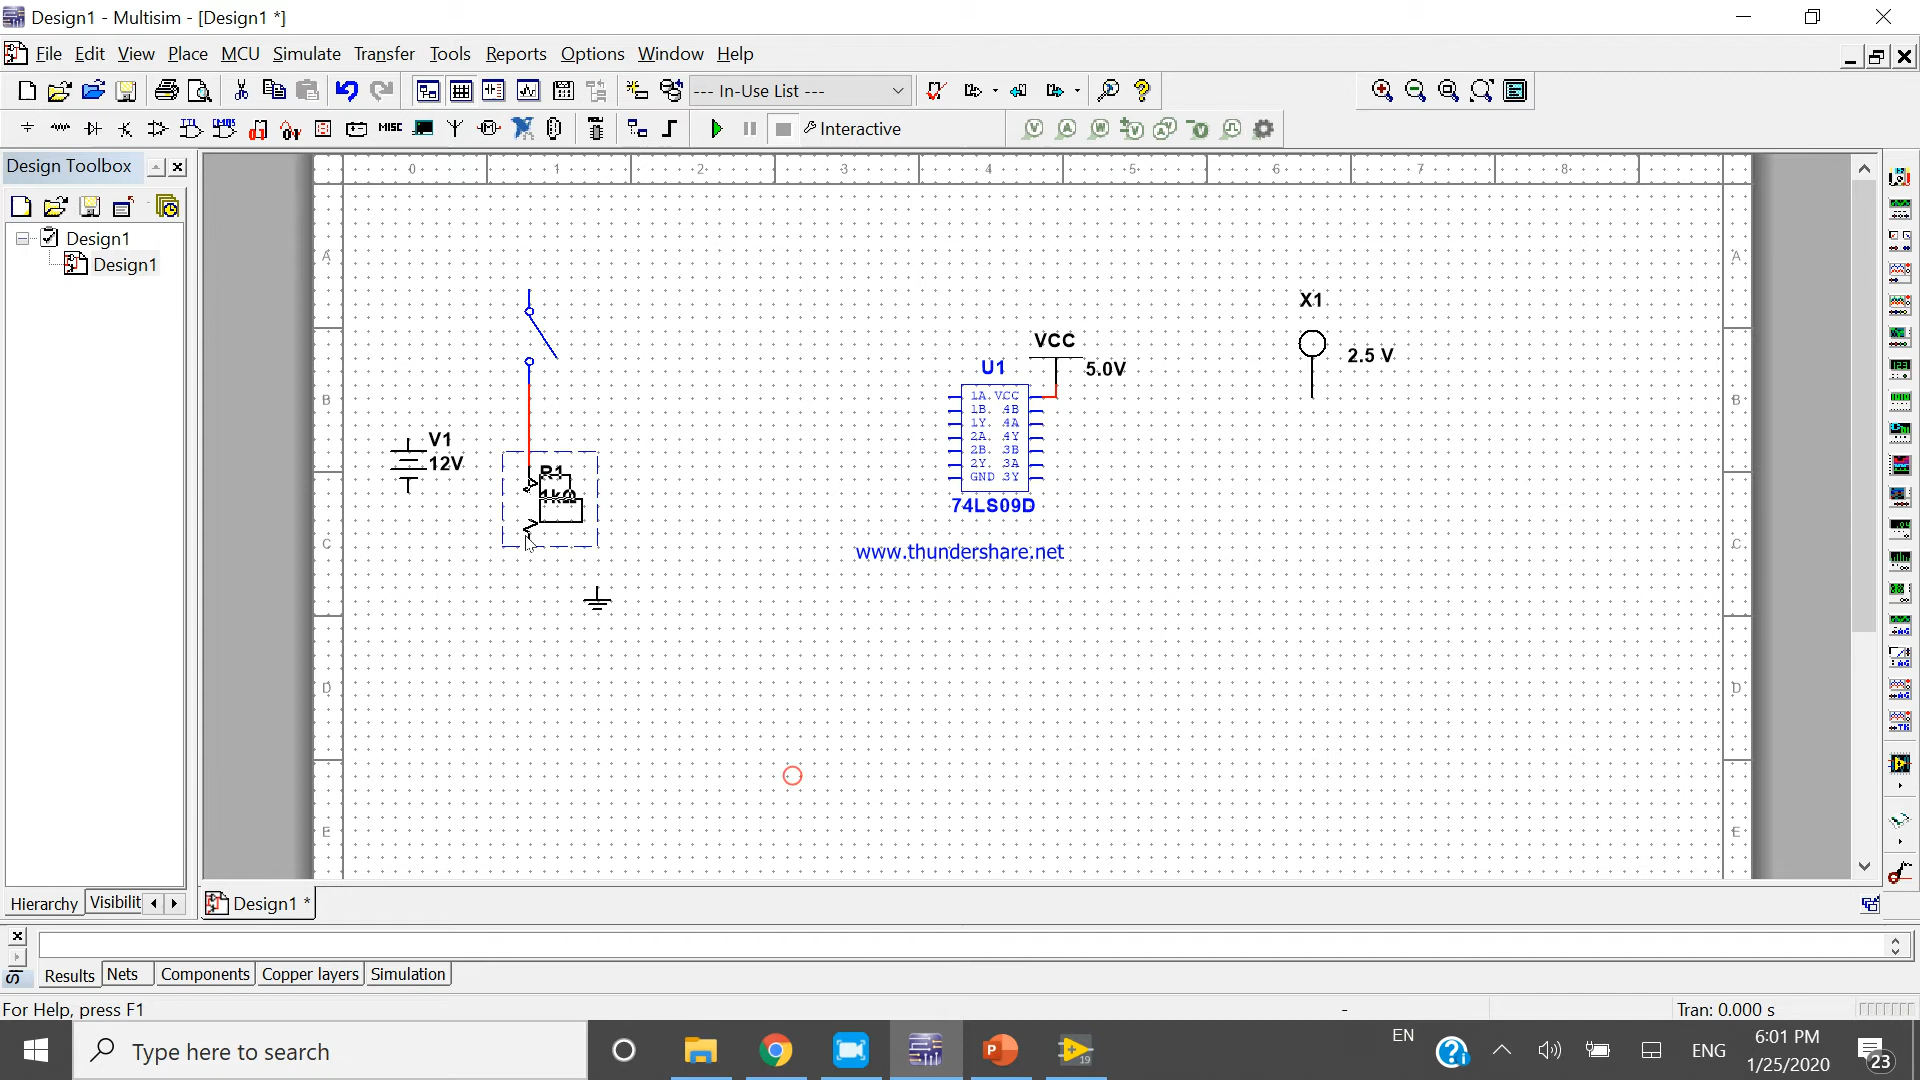 Design1 - Multisim - [Design1 *]
File Edit View Place MCU Simulate Transfer Tools Reports Options Window Help
--- In-Use List ---
MISC
Interactive
Design Toolbox
Design1
Design1
0 1 2 3 4 5 6 7 8
A A
X1
VCC
2.5 V
U1
5.0V
B B
1A VCC
1B 4B
1Y 4A
2A 4Y
2B 3B
2Y 3A
GND 3Y
V1
12V
R1
1kΩ
74LS09D
C C
www.thundershare.net
D D
E E
Hierarchy Visibilit
Design1 *
Results Nets Components Copper layers Simulation
For Help, press F1
-
Tran: 0.000 s
Type here to search
19
EN
ENG
6:01 PM
1/25/2020
23